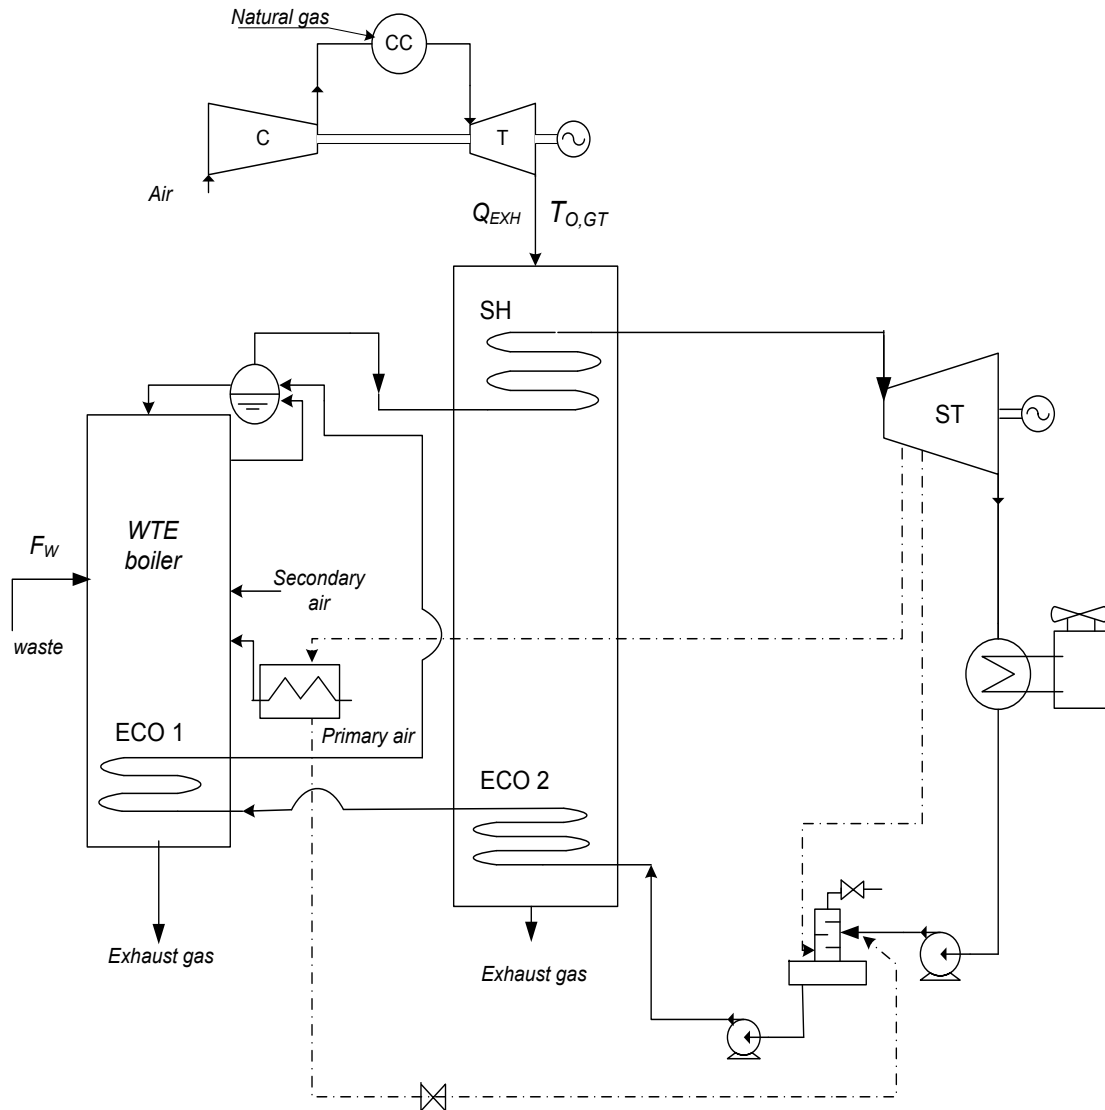 Natural gas
CC
C
T
Air
Q_EXH T_O,GT
SH
ST
WTE
boiler
F_W
Secondary
air
waste
ECO 1
Primary air
ECO 2
Exhaust gas
Exhaust gas